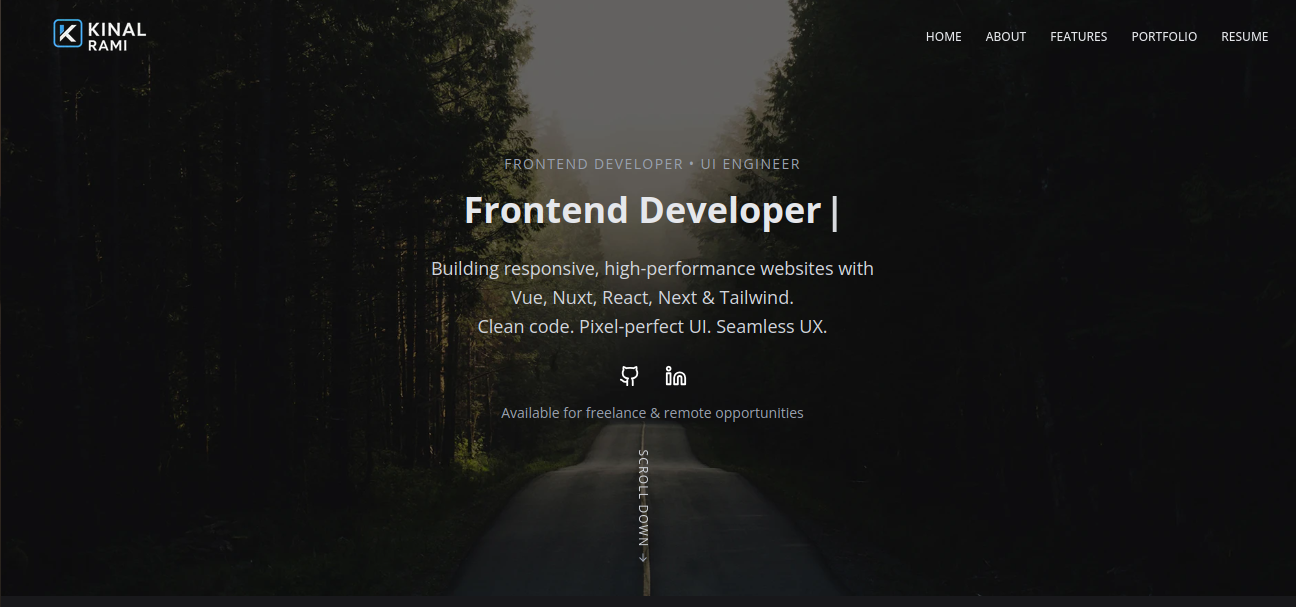 KINAL
RAMI
HOME ABOUT FEATURES PORTFOLIO RESUME
FRONTEND DEVELOPER • UI ENGINEER
Frontend Developer|
Building responsive, high-performance websites with
Vue, Nuxt, React, Next & Tailwind.
Clean code. Pixel-perfect UI. Seamless UX.
Available for freelance & remote opportunities
SCROLL DOWN →